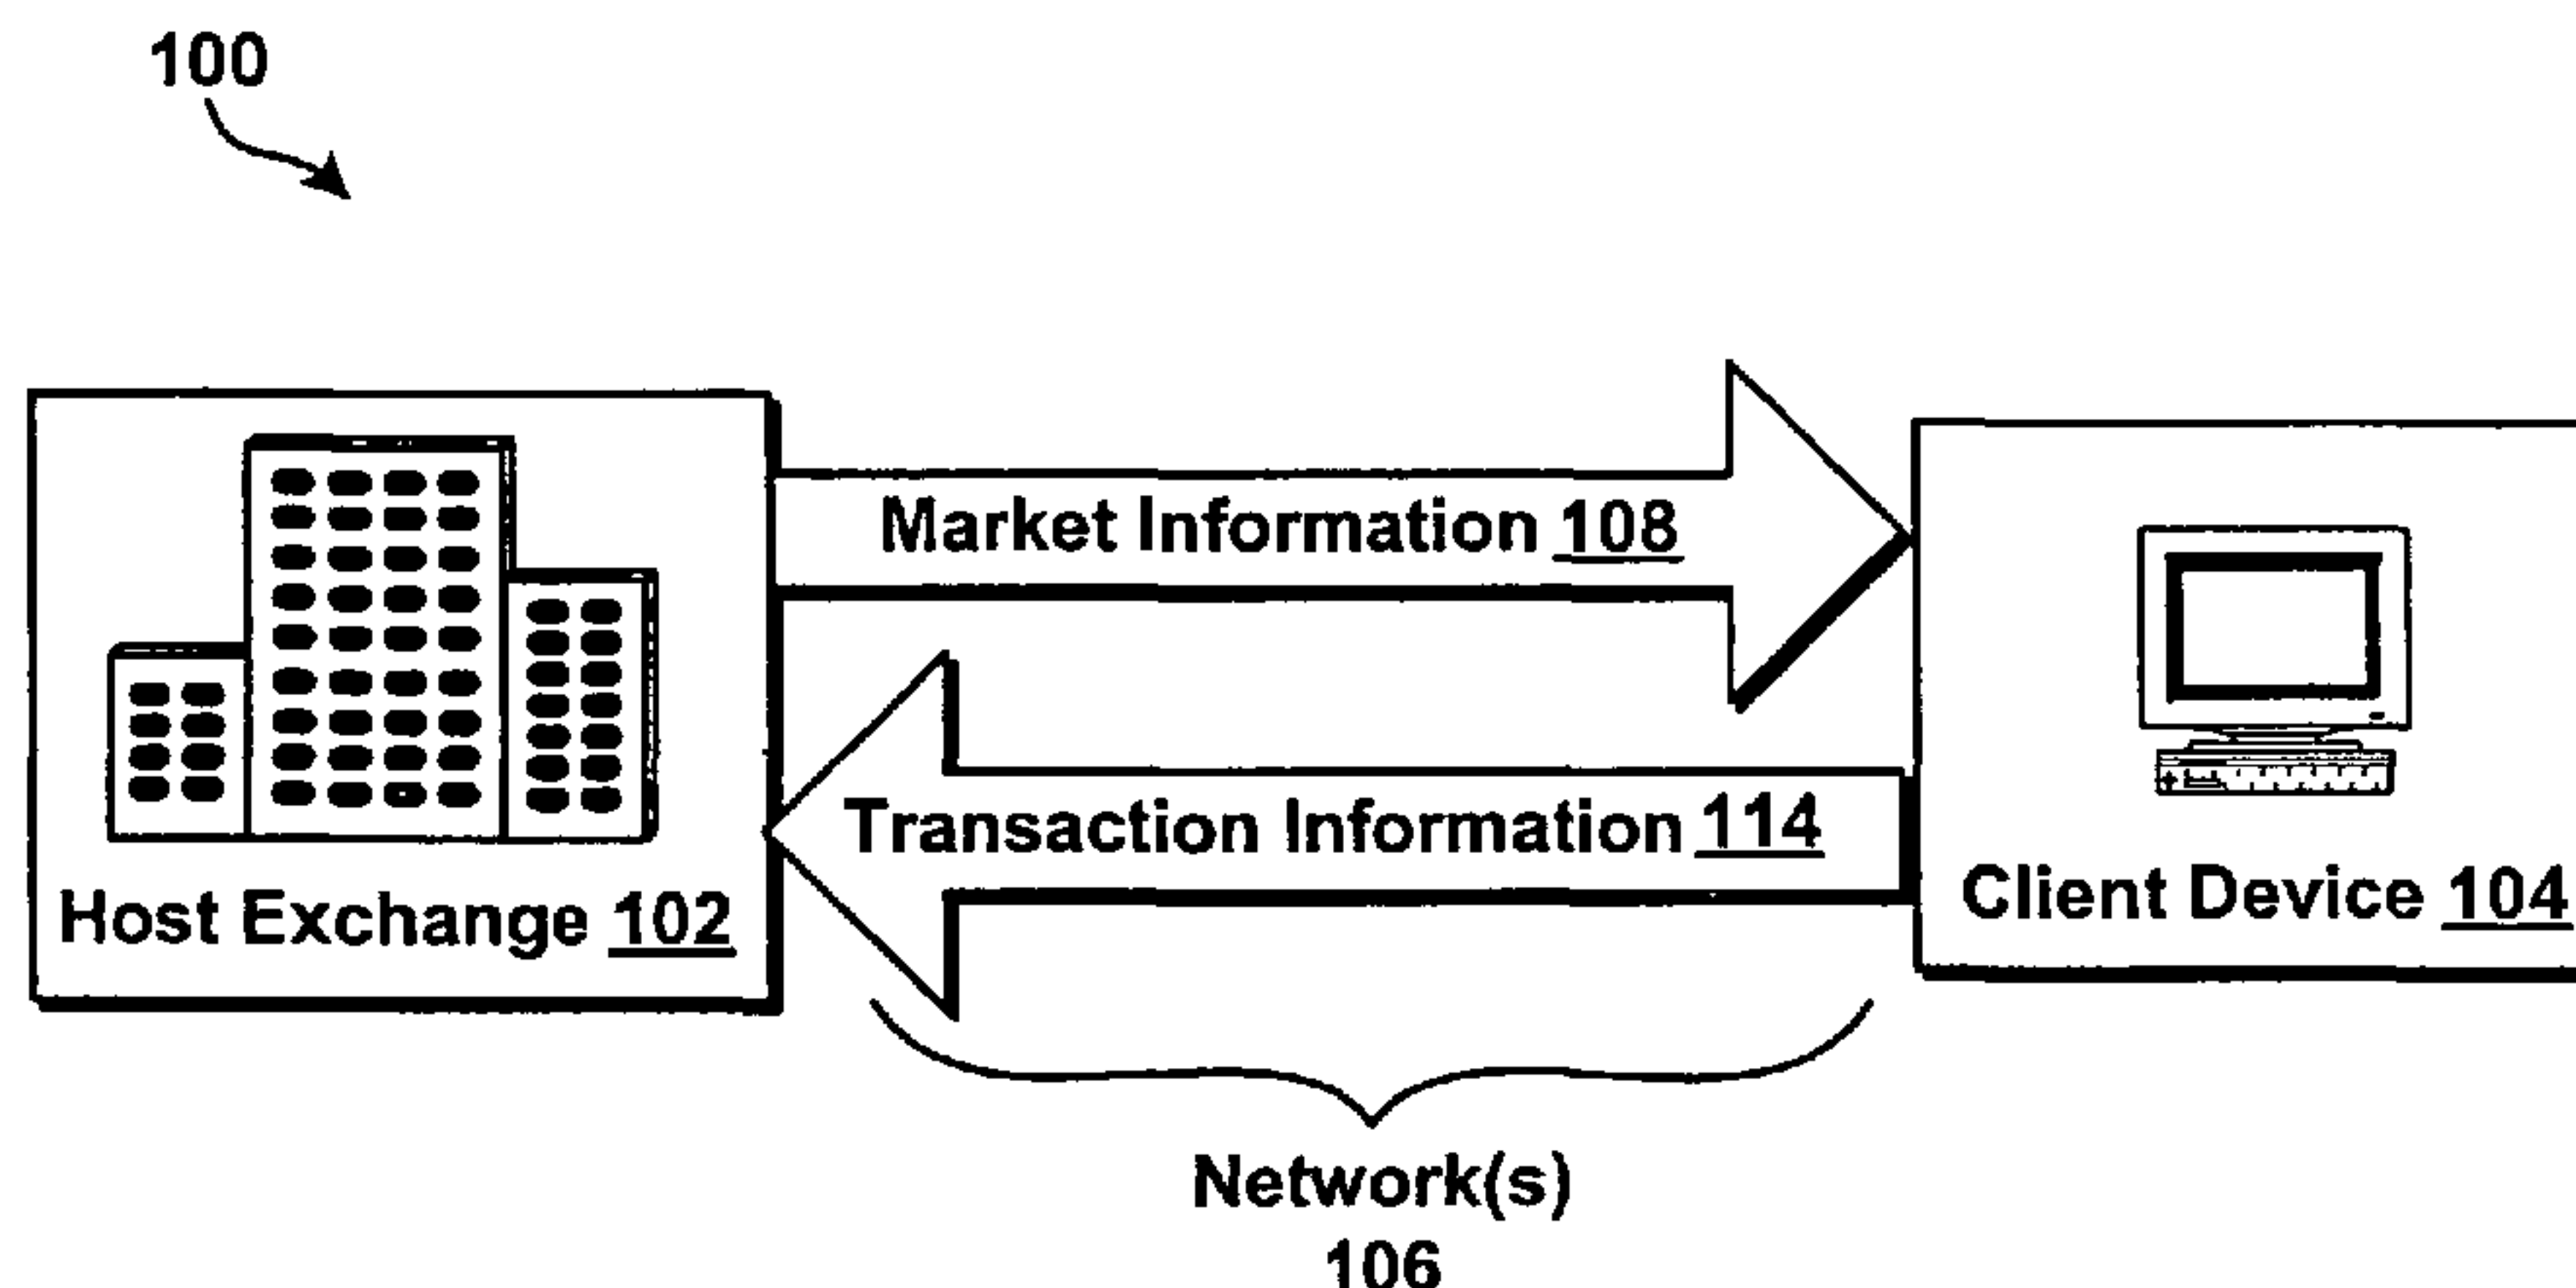 100
Market Information 108
Transaction Information 114
Host Exchange 102
Client Device 104
Network(s)
106